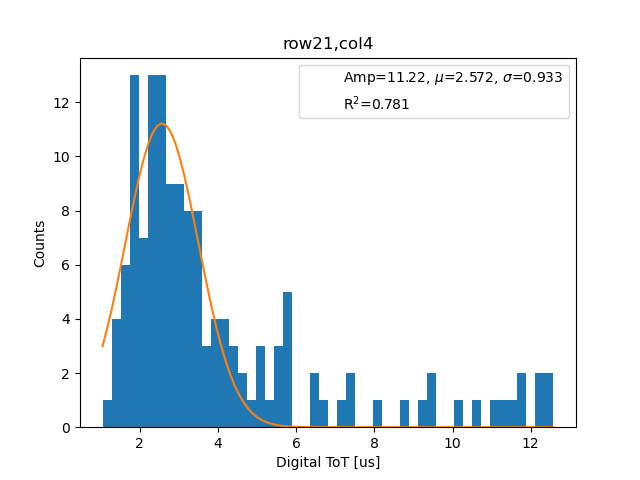 row21,col4
Amp=11.22, μ=2.572, σ=0.933
R²=0.781
Counts
12
10
8
6
4
2
0
2 4 6 8 10 12
Digital ToT [us]